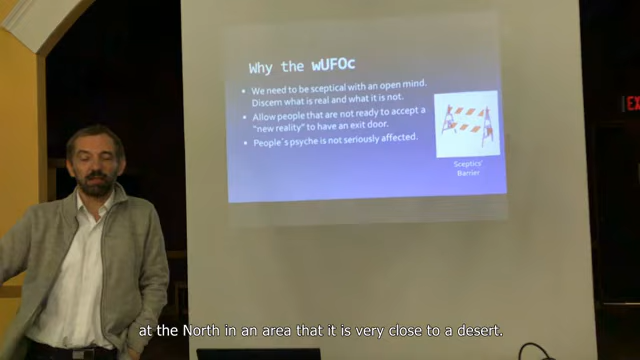 Why the wUFOc
• We need to be sceptical with an open mind.
Discern what is real and what it is not.
• Allow people that are not ready to accept a
"new reality" to have an exit door.
• People´s psyche is not seriously affected.
Sceptics'
Barrier
EX
at the North in an area that it is very close to a desert.